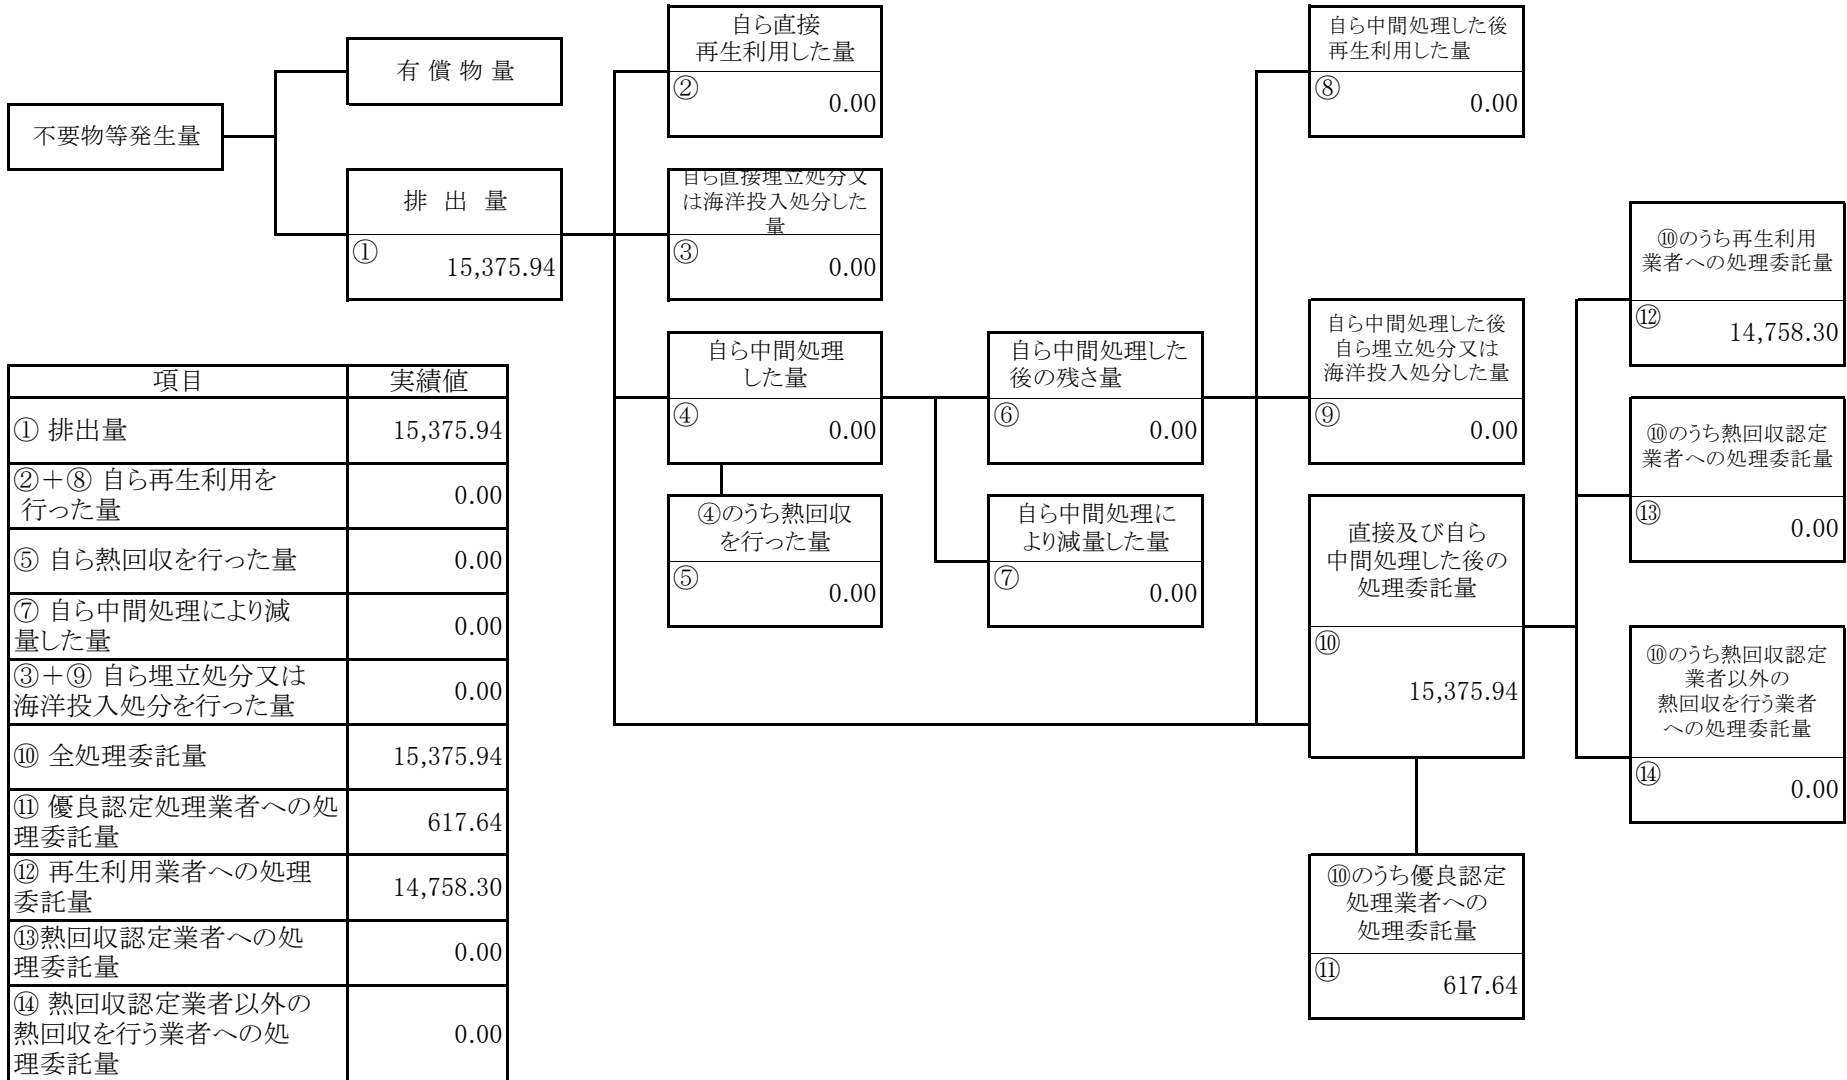 不要物等発生量
有 償 物 量
排 出 量
①
15,375.94
自ら直接
再生利用した量
②
0.00
自ら直接埋立処分又
は海洋投入処分した
量
③
0.00
自ら中間処理
した量
④
0.00
④のうち熱回収
を行った量
⑤
0.00
自ら中間処理した
後の残さ量
⑥
0.00
自ら中間処理に
より減量した量
⑦
0.00
自ら中間処理した後
再生利用した量
⑧
0.00
自ら中間処理した後
自ら埋立処分又は
海洋投入処分した量
⑨
0.00
直接及び自ら
中間処理した後の
処理委託量
⑩
15,375.94
⑩のうち優良認定
処理業者への
処理委託量
⑪
617.64
⑩のうち再生利用
業者への処理委託量
⑫
14,758.30
⑩のうち熱回収認定
業者への処理委託量
⑬
0.00
⑩のうち熱回収認定
業者以外の
熱回収を行う業者
への処理委託量
⑭
0.00
項目 実績値
① 排出量 15,375.94
②＋⑧ 自ら再生利用を
行った量 0.00
⑤ 自ら熱回収を行った量 0.00
⑦ 自ら中間処理により減
量した量 0.00
③＋⑨ 自ら埋立処分又は
海洋投入処分を行った量 0.00
⑩ 全処理委託量 15,375.94
⑪ 優良認定処理業者への処
理委託量 617.64
⑫ 再生利用業者への処理
委託量 14,758.30
⑬熱回収認定業者への処
理委託量 0.00
⑭ 熱回収認定業者以外の
熱回収を行う業者への処
理委託量 0.00